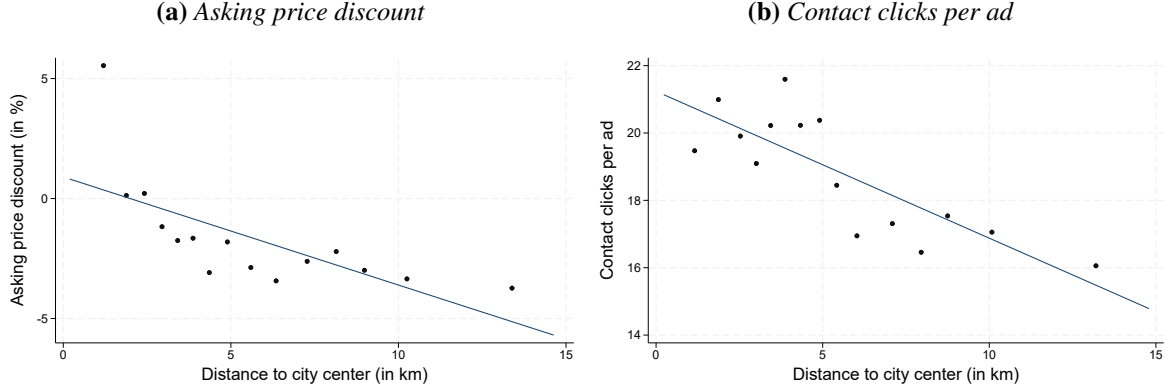 (a) Asking price discount
Asking price discount (in %)
5
0
-5
0 5 10 15
Distance to city center (in km)
(b) Contact clicks per ad
Contact clicks per ad
22
20
18
16
14
0 5 10 15
Distance to city center (in km)